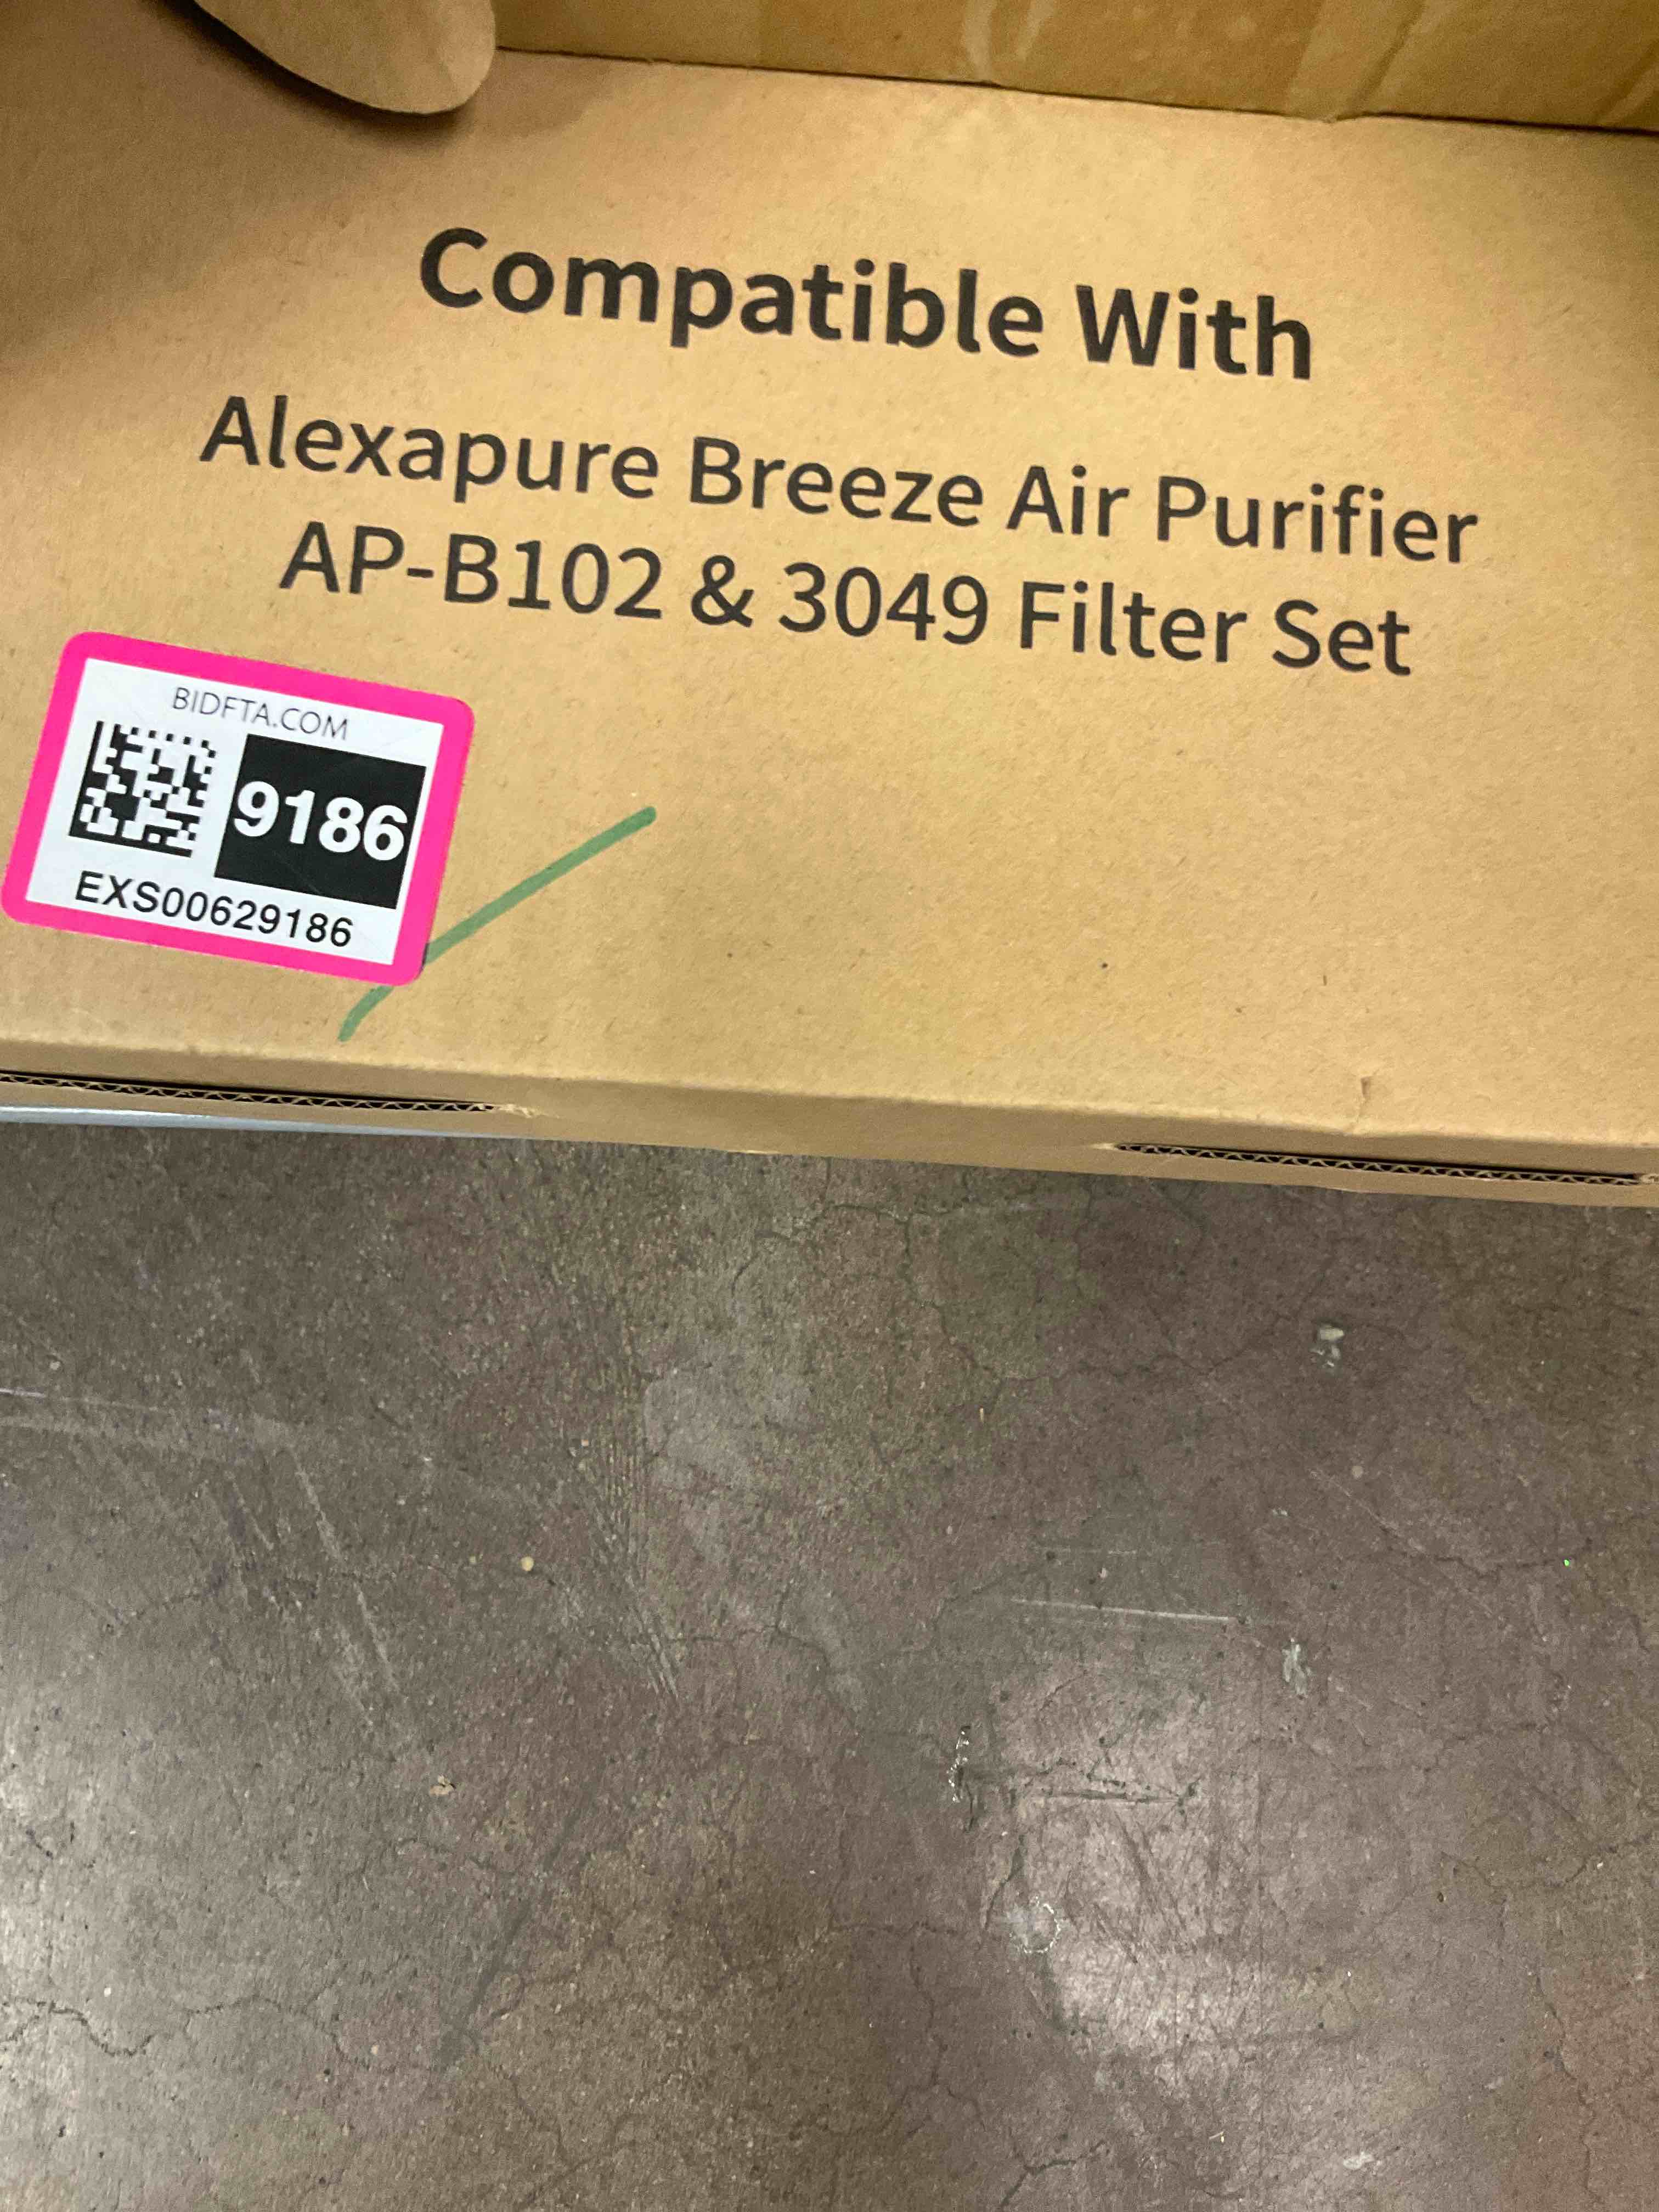 Compatible With
Alexapure Breeze Air Purifier
AP-B102 & 3049 Filter Set
BIDFTA.COM
9186
EXS00629186